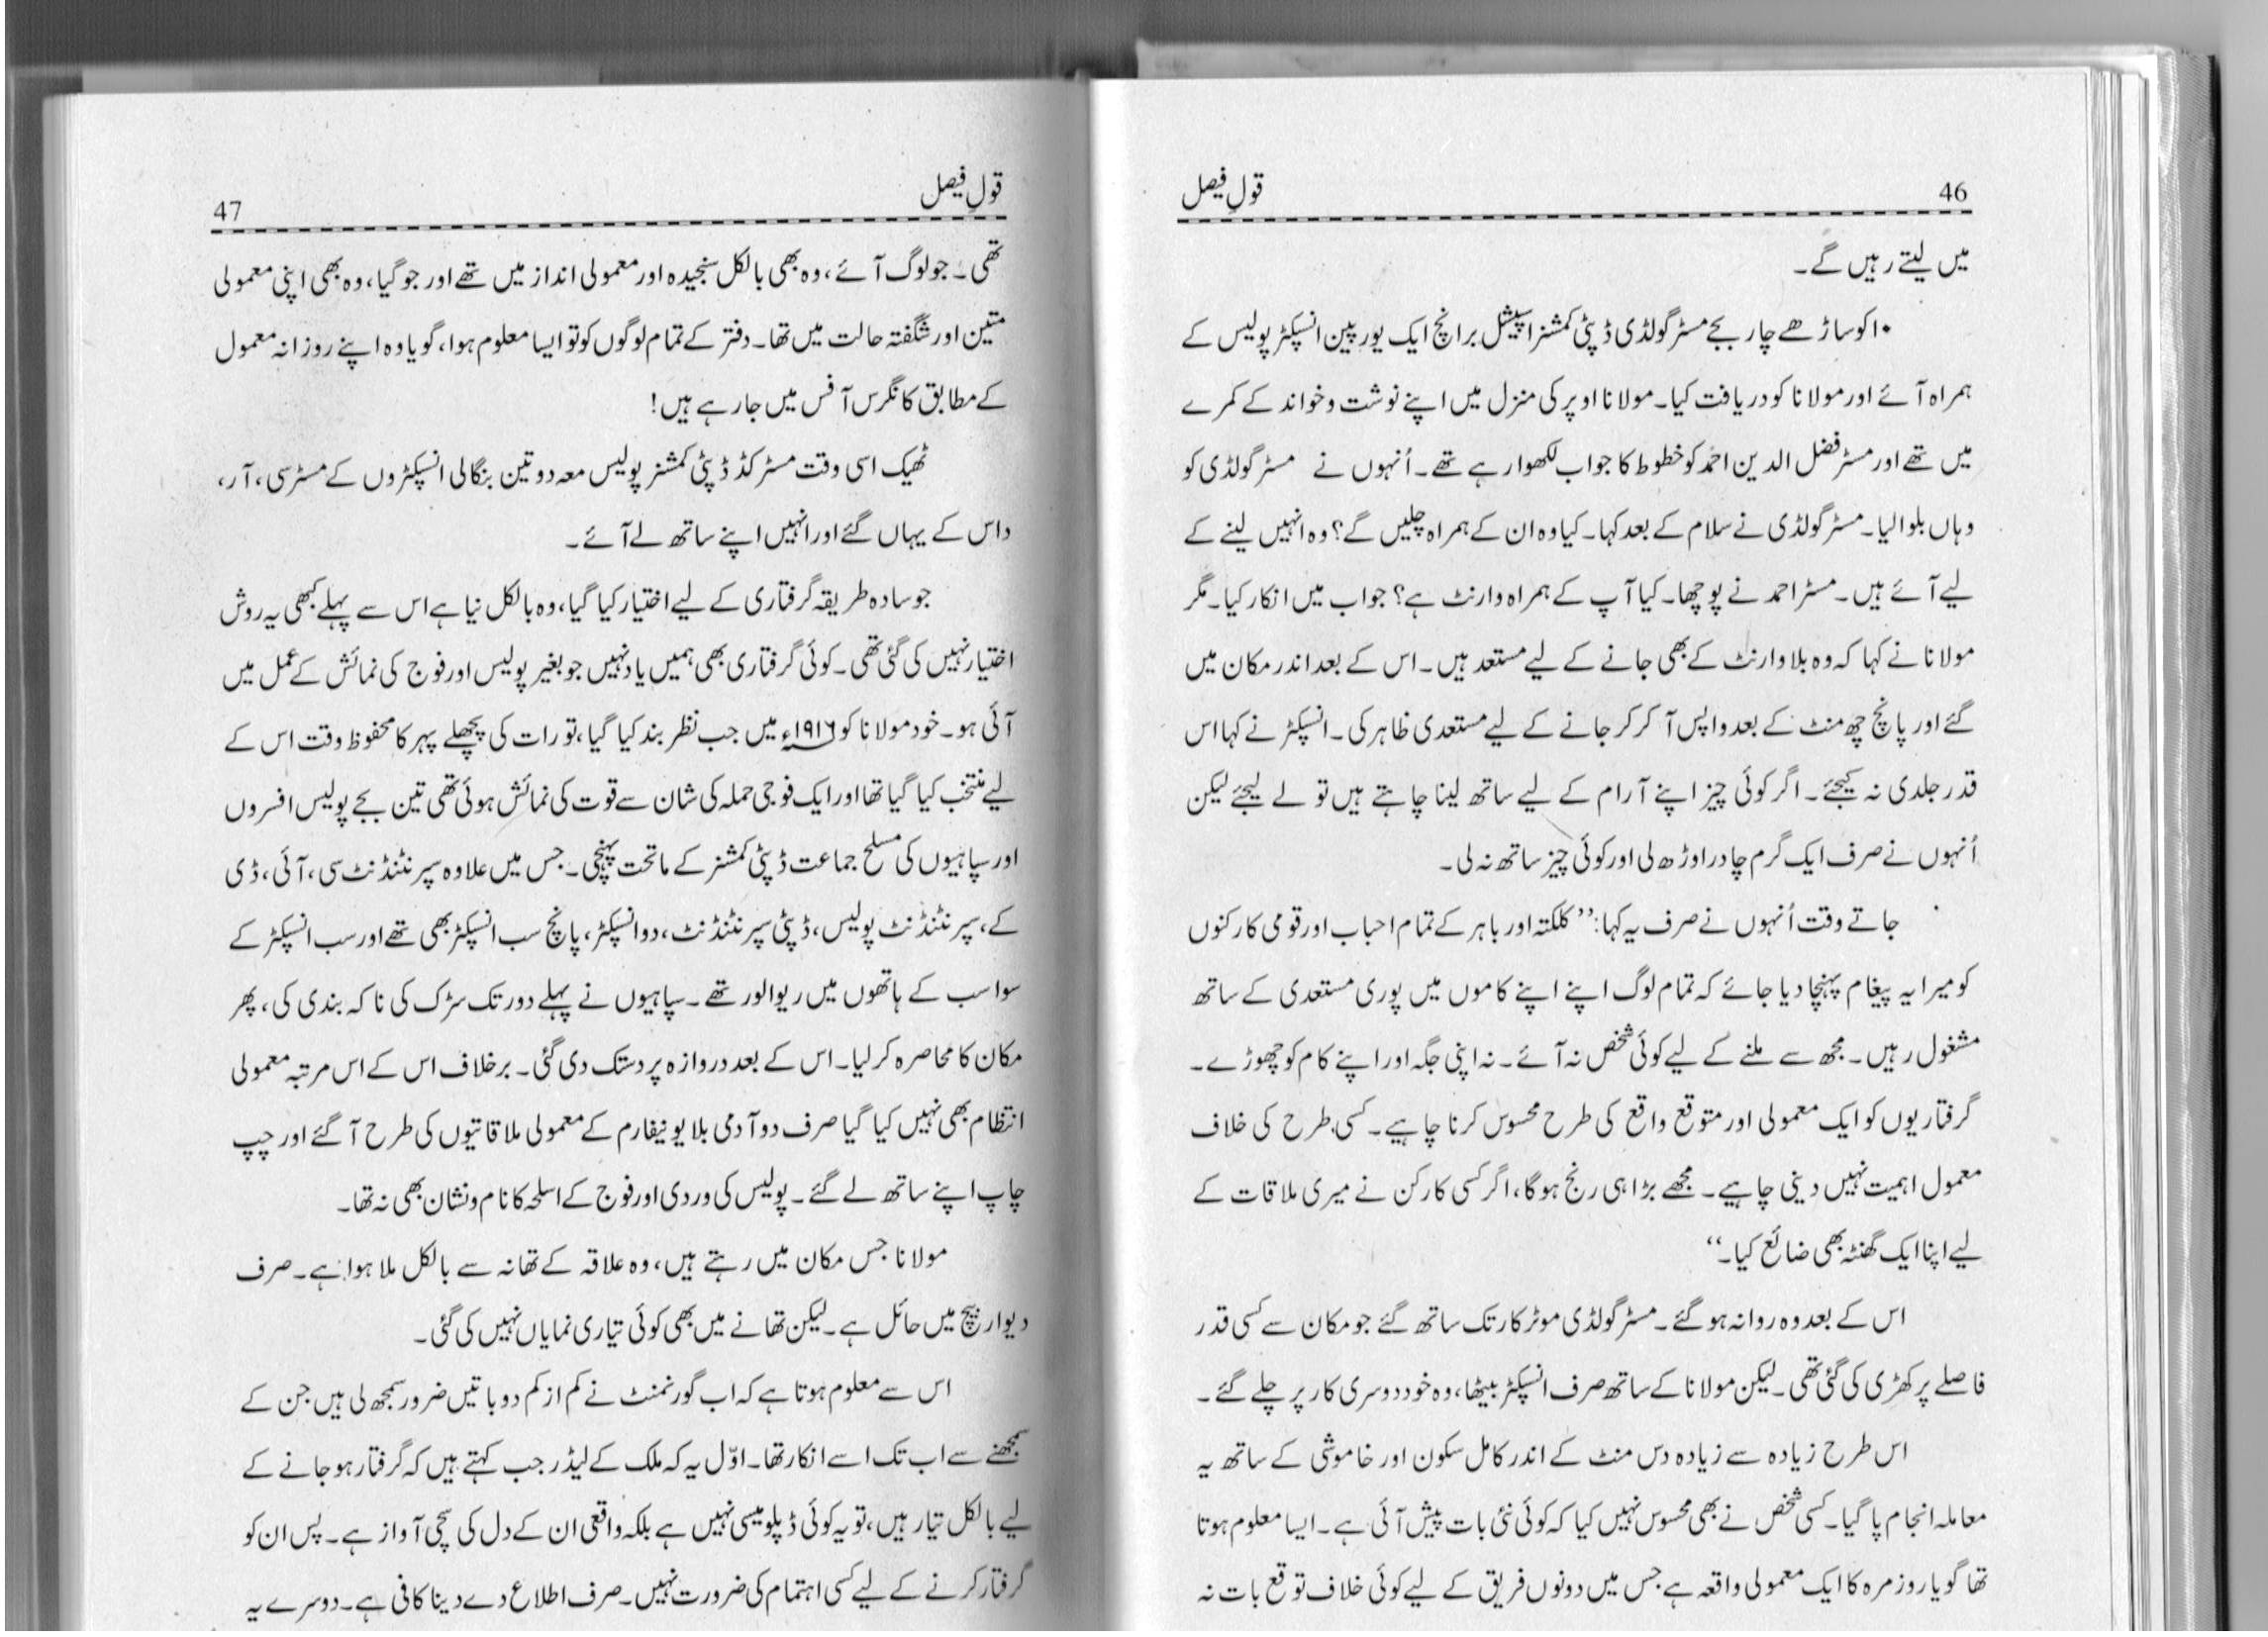 46
قولِ فیصل
میں لیتے رہیں گے۔
۱۰ کو ساڑھے چار بجے مسٹر گولڈی ڈپٹی کمشنر اسپیشل برانچ ایک یورپین انسپکٹر پولیس کے
ہمراہ آئے اور مولانا کو دریافت کیا۔ مولانا اوپر کی منزل میں اپنے نوشت و خواند کے کمرے
میں تھے اور مسٹر فضل الدین احمد کو خطوط کا جواب لکھوا رہے تھے۔ اُنہوں نے مسٹر گولڈی کو
وہاں بلوا لیا۔ مسٹر گولڈی نے سلام کے بعد کہا۔ کیا وہ ان کے ہمراہ چلیں گے؟ وہ انہیں لینے کے
لیے آئے ہیں۔ مسٹر احمد نے پوچھا۔ کیا آپ کے ہمراہ وارنٹ ہے؟ جواب میں انکار کیا۔ مگر
مولانا نے کہا کہ وہ بلا وارنٹ کے بھی جانے کے لیے مستعد ہیں۔ اس کے بعد اندر مکان میں
گئے اور پانچ چھ منٹ کے بعد واپس آ کر کر جانے کے لیے مستعدی ظاہر کی۔ انسپکٹر نے کہا اس
قدر جلدی نہ کیجئے۔ اگر کوئی چیز اپنے آرام کے لیے ساتھ لینا چاہتے ہیں تو لے لیجئے لیکن
اُنہوں نے صرف ایک گرم چادر اوڑھ لی اور کوئی چیز ساتھ نہ لی۔
جاتے وقت اُنہوں نے صرف یہ کہا: ’’کلکتہ اور باہر کے تمام احباب اور قومی کارکنوں
کو میرا یہ پیغام پہنچا دیا جائے کہ تمام لوگ اپنے اپنے کاموں میں پوری مستعدی کے ساتھ
مشغول رہیں۔ مجھ سے ملنے کے لیے کوئی شخص نہ آئے۔ نہ اپنی جگہ اور اپنے کام کو چھوڑے۔
گرفتاریوں کو ایک معمولی اور متوقع واقع کی طرح محسوس کرنا چاہیے۔ کسی طرح کی خلاف
معمول اہمیت نہیں دینی چاہیے۔ مجھے بڑا ہی رنج ہوگا، اگر کسی کارکن نے میری ملاقات کے
لیے اپنا ایک گھنٹہ بھی ضائع کیا۔‘‘
اس کے بعد وہ روانہ ہو گئے۔ مسٹر گولڈی موٹر کار تک ساتھ گئے جو مکان سے کسی قدر
فاصلے پر کھڑی کی گئی تھی۔ لیکن مولانا کے ساتھ صرف انسپکٹر بیٹھا، وہ خود دوسری کار پر چلے گئے۔
اس طرح زیادہ سے زیادہ دس منٹ کے اندر کامل سکون اور خاموشی کے ساتھ یہ
معاملہ انجام پا گیا۔ کسی شخص نے بھی محسوس نہیں کیا کہ کوئی نئی بات پیش آئی ہے۔ ایسا معلوم ہوتا
تھا گویا روز مرہ کا ایک معمولی واقعہ ہے جس میں دونوں فریق کے لیے کوئی خلاف توقع بات نہ
قولِ فیصل
47
تھی۔ جو لوگ آئے، وہ بھی بالکل سنجیدہ اور معمولی انداز میں تھے اور جو گیا، وہ بھی اپنی معمولی
متین اور شگفتہ حالت میں تھا۔ دفتر کے تمام لوگوں کو تو ایسا معلوم ہوا، گویا وہ اپنے روزانہ معمول
کے مطابق کانگرس آفس میں جا رہے ہیں!
ٹھیک اسی وقت مسٹر کڈ ڈپٹی کمشنر پولیس معہ دو تین بنگالی انسپکٹروں کے مسٹر سی، آر،
داس کے یہاں گئے اور انہیں اپنے ساتھ لے آئے۔
جو سادہ طریقہ گرفتاری کے لیے اختیار کیا گیا، وہ بالکل نیا ہے اس سے پہلے کبھی یہ روش
اختیار نہیں کی گئی تھی۔ کوئی گرفتاری بھی ہمیں یاد نہیں جو بغیر پولیس اور فوج کی نمائش کے عمل میں
آئی ہو۔ خود مولانا کو ۱۹۱۶ء میں جب نظر بند کیا گیا، تو رات کی پچھلے پہر کا محفوظ وقت اس کے
لیے منتخب کیا گیا تھا اور ایک فوجی حملہ کی شان سے قوت کی نمائش ہوئی تھی تین بجے پولیس افسروں
اور سپاہیوں کی مسلح جماعت ڈپٹی کمشنر کے ماتحت پہنچی۔ جس میں علاوہ سپرنٹنڈنٹ سی، آئی، ڈی
کے، سپرنٹنڈنٹ پولیس، ڈپٹی سپرنٹنڈنٹ، دو انسپکٹر، پانچ سب انسپکٹر بھی تھے اور سب انسپکٹر کے
سوا سب کے ہاتھوں میں ریوالور تھے۔ سپاہیوں نے پہلے دور تک سڑک کی ناکہ بندی کی، پھر
مکان کا محاصرہ کر لیا۔ اس کے بعد دروازہ پر دستک دی گئی۔ برخلاف اس کے اس مرتبہ معمولی
انتظام بھی نہیں کیا گیا صرف دو آدمی بلا یونیفارم کے معمولی ملاقاتیوں کی طرح آ گئے اور چپ
چاپ اپنے ساتھ لے گئے۔ پولیس کی وردی اور فوج کے اسلحہ کا نام و نشان بھی نہ تھا۔
مولانا جس مکان میں رہتے ہیں، وہ علاقہ کے تھانہ سے بالکل ملا ہوا ہے۔ صرف
دیوار بیچ میں حائل ہے۔ لیکن تھانے میں بھی کوئی تیاری نمایاں نہیں کی گئی۔
اس سے معلوم ہوتا ہے کہ اب گورنمنٹ نے کم از کم دو باتیں ضرور سمجھ لی ہیں جن کے
سمجھنے سے اب تک اسے انکار تھا۔ اوّل یہ کہ ملک کے لیڈر جب کہتے ہیں کہ گرفتار ہو جانے کے
لیے بالکل تیار ہیں، تو یہ کوئی ڈپلومیسی نہیں ہے بلکہ واقعی ان کے دل کی سچی آواز ہے۔ پس ان کو
گرفتار کرنے کے لیے کسی اہتمام کی ضرورت نہیں۔ صرف اطلاع دے دینا کافی ہے۔ دوسرے یہ